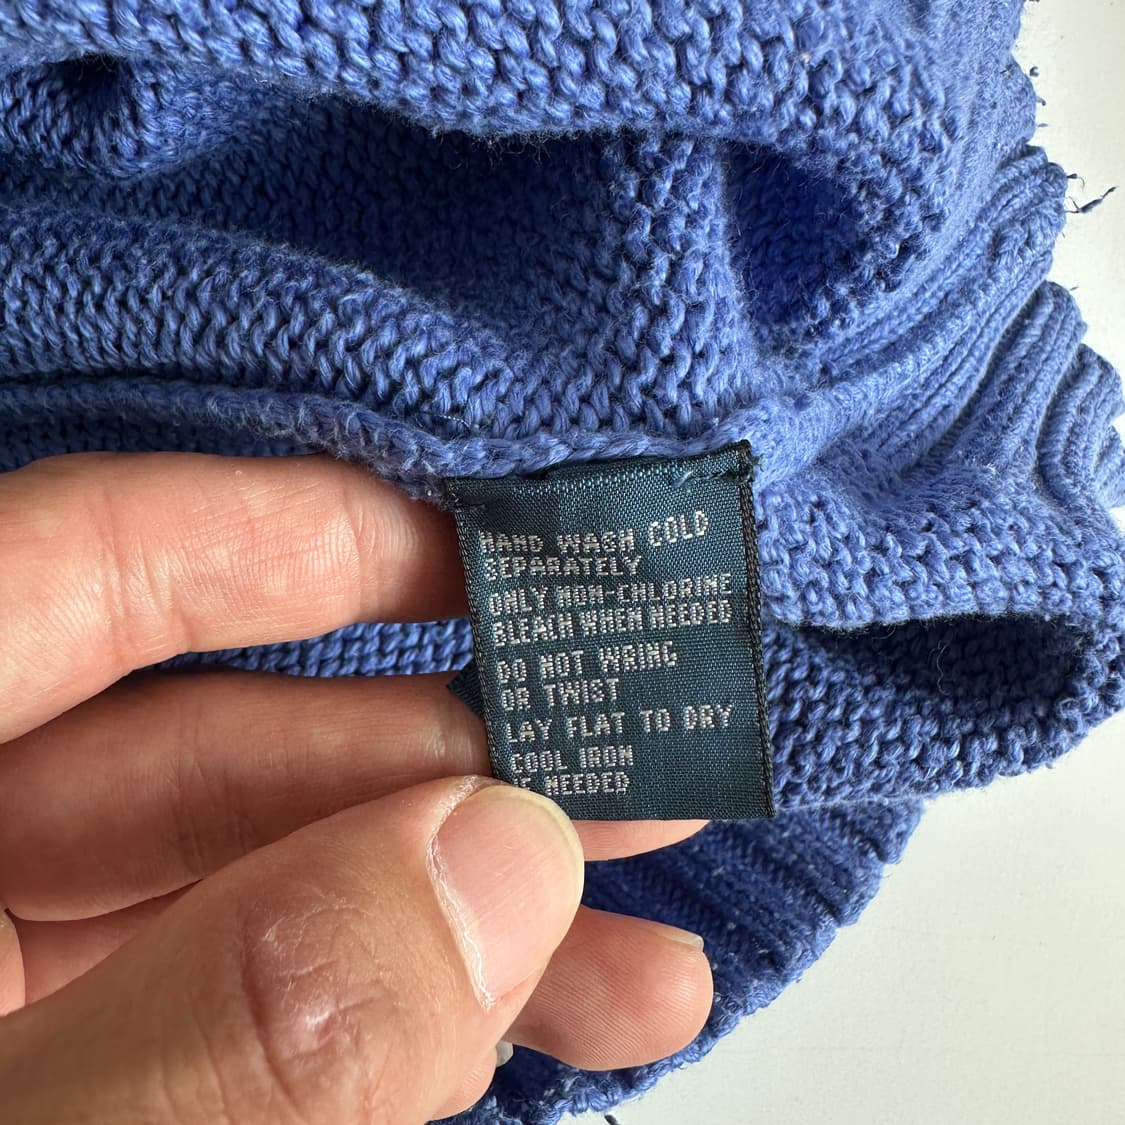 HAND WASH COLD
SEPARATELY
ONLY NON-CHLORINE
BLEACH WHEN NEEDED
DO NOT WRING
OR TWIST
LAY FLAT TO DRY
COOL IRON
NEEDED